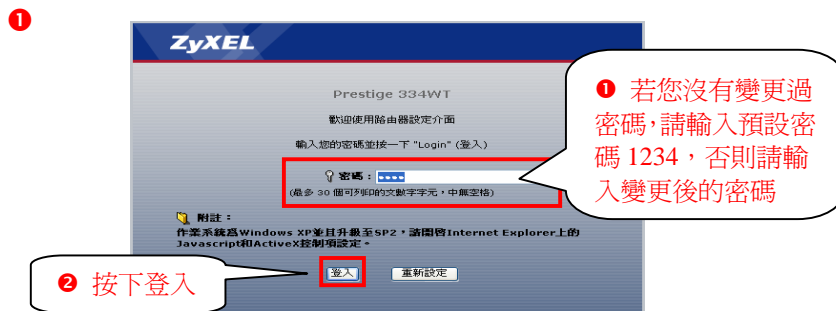 ❶
ZyXEL
Prestige 334WT
歡迎使用路由器設定介面
輸入您的密碼並按一下 "Login" (登入)
密碼：
(最多 30 個可列印的文數字字元，中無空格)
附註：
作業系統為Windows XP並且升級至SP2，請開啓Internet Explorer上的
Javascript和ActiveX控制項設定。
登入 重新設定
❶ 若您沒有變更過
密碼，請輸入預設密
碼 1234，否則請輸
入變更後的密碼
❷ 按下登入